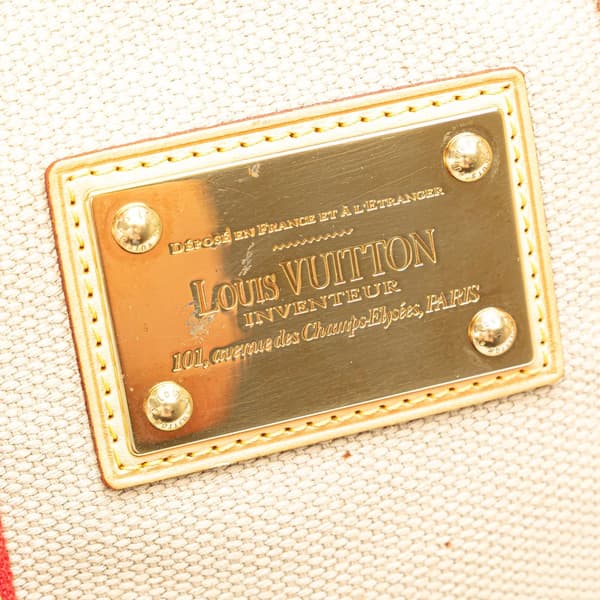 DÉPOSÉ EN FRANCE ET À L'ETRANGER
LOUIS VUITTON
INVENTEUR
101, avenue des Champs-Elysées, PARIS